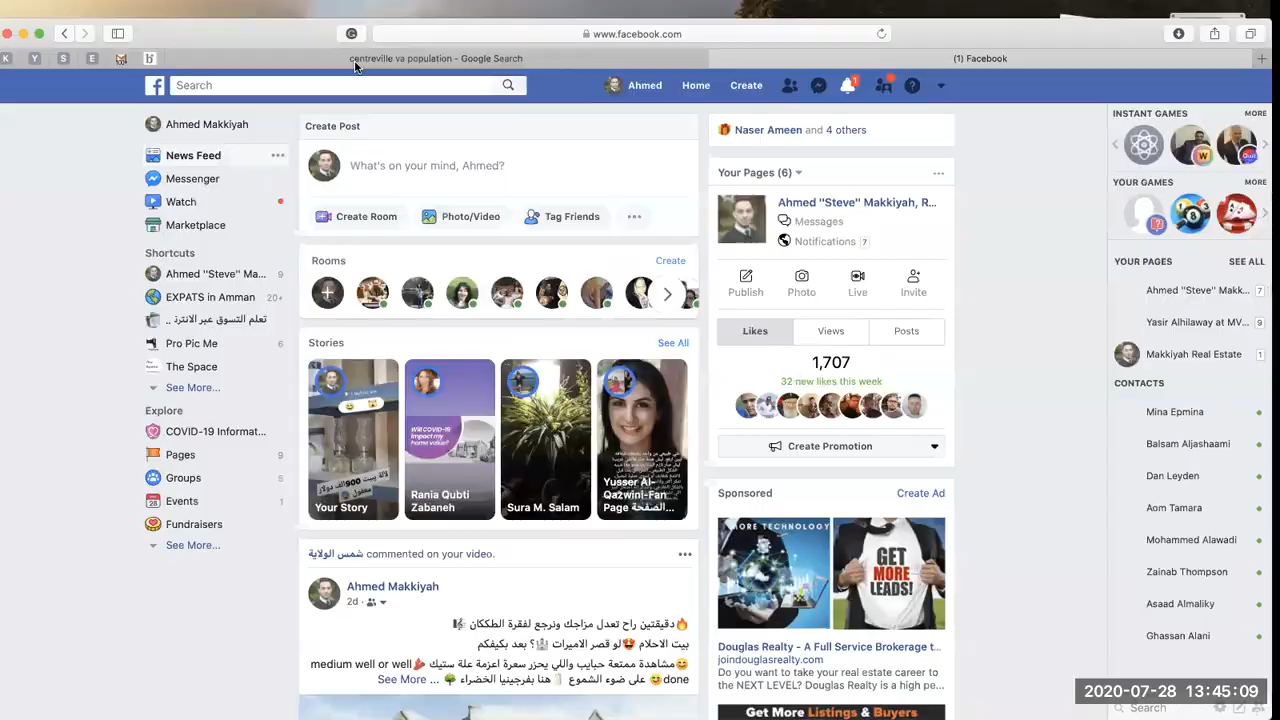 www.facebook.com
K Y S E
centreville va population - Google Search
(1) Facebook
Search
Ahmed
Home
Create
1
Ahmed Makkiyah
News Feed
Messenger
Watch
Marketplace
Shortcuts
Ahmed "Steve" Ma... 9
EXPATS in Amman 20+
تعلم التسوق عبر الانترنـ ..
Pro Pic Me 6
The Space
See More...
Explore
COVID-19 Informat...
Pages 9
Groups 5
Events 1
Fundraisers
See More...
Create Post
What's on your mind, Ahmed?
Create Room
Photo/Video
Tag Friends
Rooms
Create
Stories
See All
Your Story
WILL COVID-19
impact my
home value?
Rania Qubti
Zabaneh
Sura M. Salam
Yusser Al-
Qazwini-Fan
Page الصفحة...
شمس الولاية commented on your video.
Ahmed Makkiyah
2d
🔥دقيقتين راح تعدل مزاجك ونرجع لفقرة الطككان
بيت الاحلام 😍لو قصر الاميرات 🏰؟ بعد بكيفكم
😄مشاهدة ممتعة حبايب واللي يحزر سعرة اعزمة علة ستيك 🥩medium well or well
done😅 على ضوء الشموع 🕯 هنا بفرجينيا الخضراء 🌳 ... See More
Naser Ameen and 4 others
Your Pages (6)
Ahmed "Steve" Makkiyah, R...
Messages
Notifications 7
Publish
Photo
Live
Invite
Likes
Views
Posts
1,707
32 new likes this week
Create Promotion
Sponsored
Create Ad
MORE TECHNOLOGY
GET
MORE
LEADS!
Douglas Realty - A Full Service Brokerage t...
joindouglasrealty.com
Do you want to take your real estate career to
the NEXT LEVEL? Douglas Realty is a high pe...
Get More Listings & Buyers
INSTANT GAMES
MORE
YOUR GAMES
MORE
YOUR PAGES
SEE ALL
Ahmed "Steve" Makk... 7
Yasir Alhilaway at MV... 9
Makkiyah Real Estate
CONTACTS
Mina Epmina
Balsam Aljashaami
Dan Leyden
Aom Tamara
Mohammed Alawadi
Zainab Thompson
Asaad Almaliky
Ghassan Alani
2020-07-28 13:45:09
Search